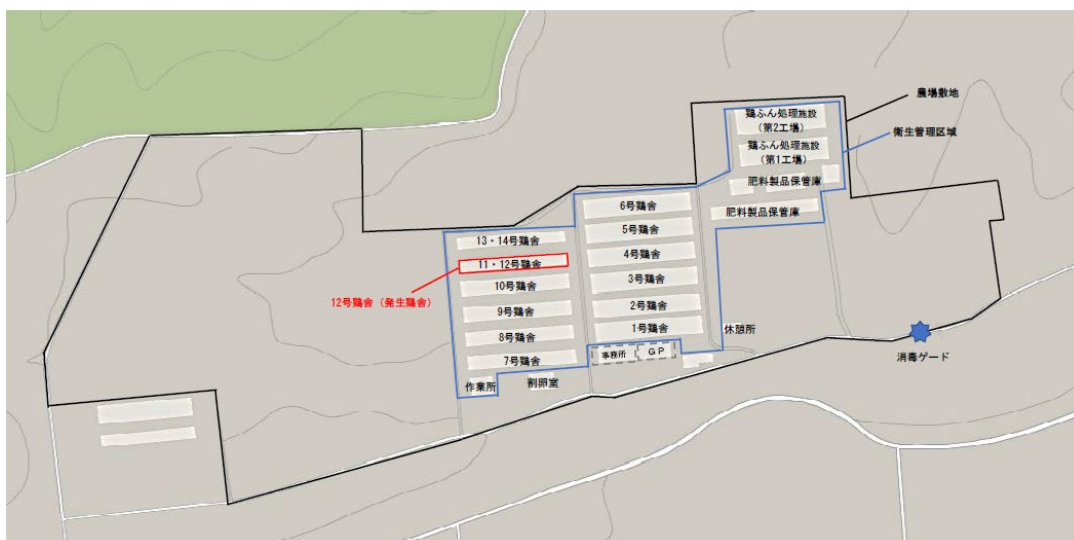 農場敷地
衛生管理区域
鶏ふん処理施設
(第2工場)
鶏ふん処理施設
(第1工場)
肥料製品保管庫
肥料製品保管庫
6号鶏舎
5号鶏舎
4号鶏舎
3号鶏舎
2号鶏舎
1号鶏舎
13・14号鶏舎
11・12号鶏舎
10号鶏舎
9号鶏舎
8号鶏舎
7号鶏舎
12号鶏舎（発生鶏舎）
休憩所
事務所
GP
作業所
割卵室
消毒ゲート